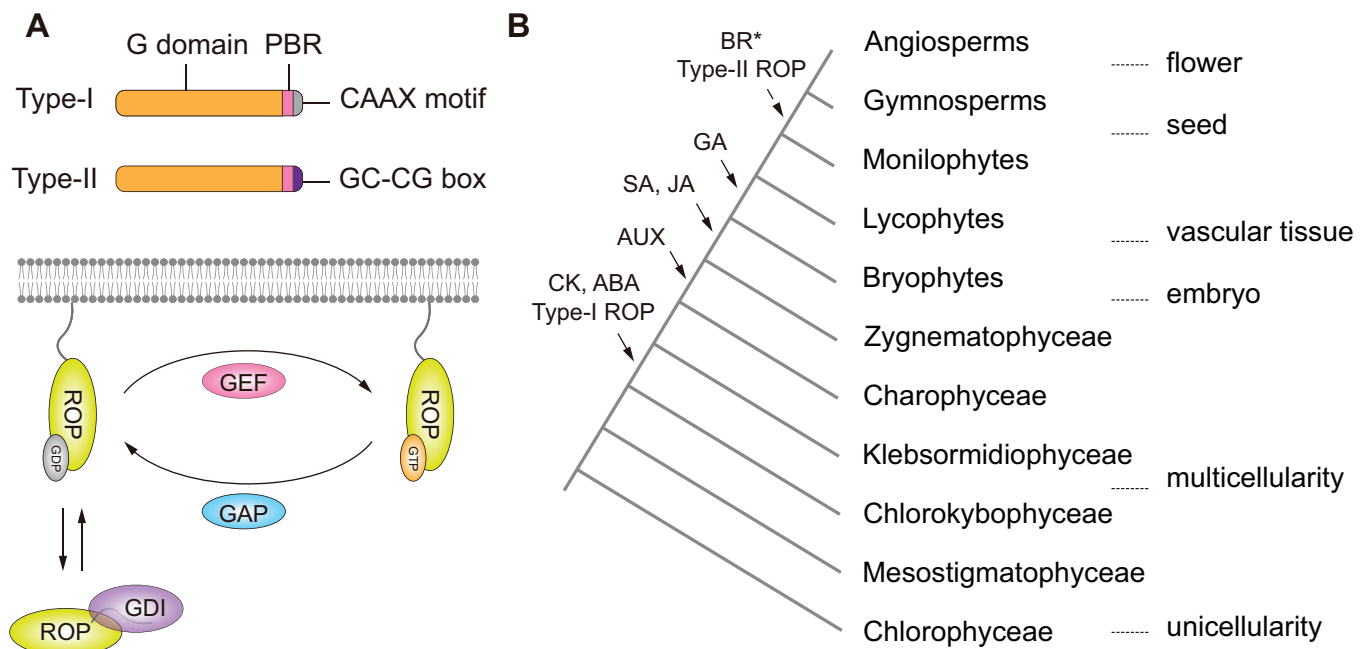 A
G domain PBR
Type-I
CAAX motif
Type-II
GC-CG box
ROP
GDP
GEF
GAP
ROP
GTP
ROP
GDI
B
BR*
Type-II ROP
GA
SA, JA
AUX
CK, ABA
Type-I ROP
Angiosperms
flower
Gymnosperms
seed
Monilophytes
Lycophytes
vascular tissue
Bryophytes
embryo
Zygnematophyceae
Charophyceae
Klebsormidiophyceae
multicellularity
Chlorokybophyceae
Mesostigmatophyceae
Chlorophyceae
unicellularity